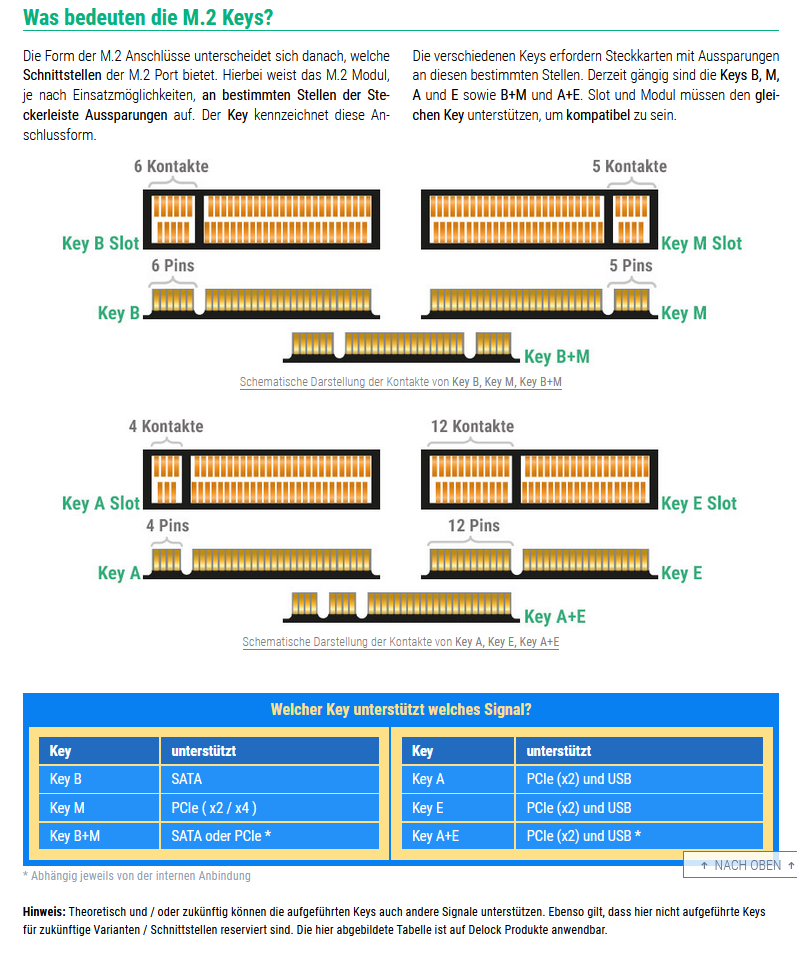 Was bedeuten die M.2 Keys?
Die Form der M.2 Anschlüsse unterscheidet sich danach, welche
Schnittstellen der M.2 Port bietet. Hierbei weist das M.2 Modul,
je nach Einsatzmöglichkeiten, an bestimmten Stellen der Ste-
ckerleiste Aussparungen auf. Der Key kennzeichnet diese An-
schlussform.
Die verschiedenen Keys erfordern Steckkarten mit Aussparungen
an diesen bestimmten Stellen. Derzeit gängig sind die Keys B, M,
A und E sowie B+M und A+E. Slot und Modul müssen den glei-
chen Key unterstützen, um kompatibel zu sein.
6 Kontakte
5 Kontakte
Key B Slot
Key M Slot
6 Pins
5 Pins
Key B
Key M
Key B+M
Schematische Darstellung der Kontakte von Key B, Key M, Key B+M
4 Kontakte
12 Kontakte
Key A Slot
Key E Slot
4 Pins
12 Pins
Key A
Key E
Key A+E
Schematische Darstellung der Kontakte von Key A, Key E, Key A+E
Welcher Key unterstützt welches Signal?
Key unterstützt
Key B SATA
Key M PCIe ( x2 / x4 )
Key B+M SATA oder PCIe *
Key unterstützt
Key A PCIe (x2) und USB
Key E PCIe (x2) und USB
Key A+E PCIe (x2) und USB *
↑ NACH OBEN ↑
* Abhängig jeweils von der internen Anbindung
Hinweis: Theoretisch und / oder zukünftig können die aufgeführten Keys auch andere Signale unterstützen. Ebenso gilt, dass hier nicht aufgeführte Keys
für zukünftige Varianten / Schnittstellen reserviert sind. Die hier abgebildete Tabelle ist auf Delock Produkte anwendbar.